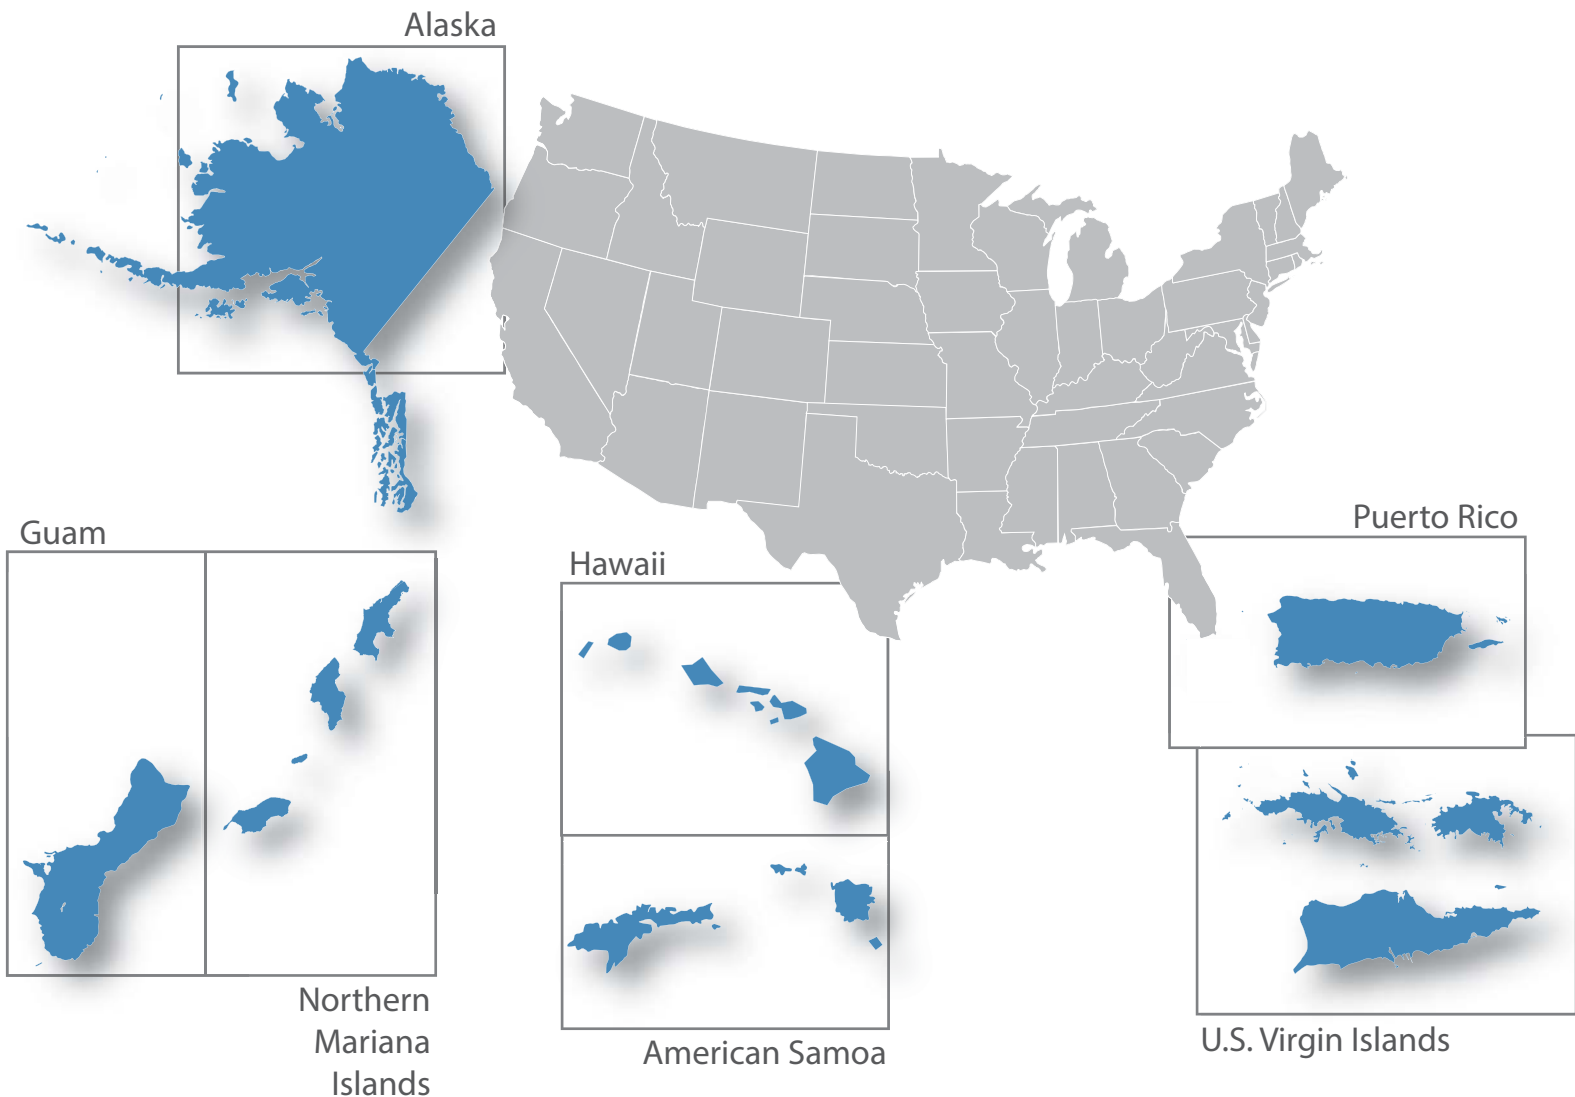 Alaska
Guam
Hawaii
Puerto Rico
Northern
Mariana
Islands
American Samoa
U.S. Virgin Islands